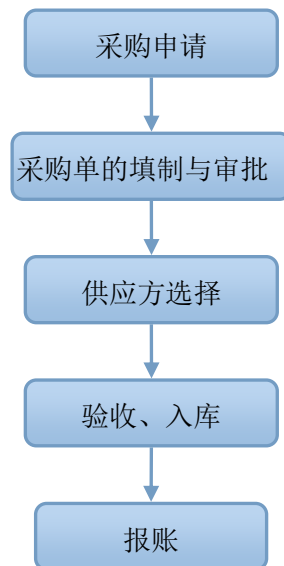 采购申请
采购单的填制与审批
供应方选择
验收、入库
报账